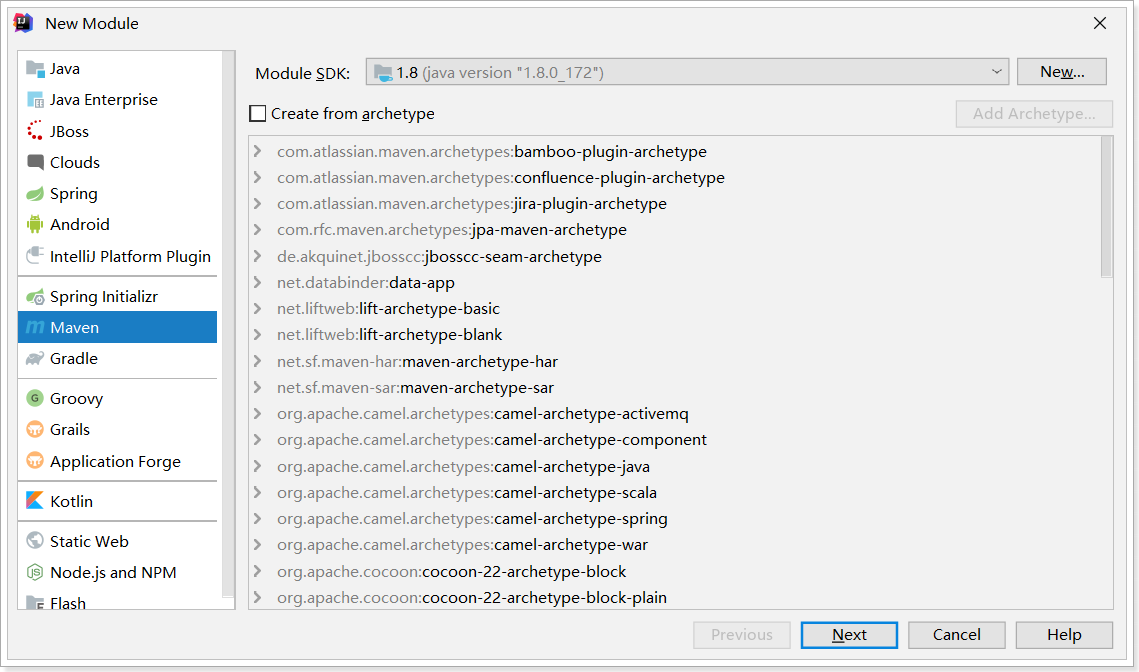 New Module
Java
Java Enterprise
JBoss
Clouds
Spring
Android
IntelliJ Platform Plugin
Spring Initializr
Maven
Gradle
Groovy
Grails
Application Forge
Kotlin
Static Web
Node.js and NPM
Flash
Module SDK: 1.8 (java version "1.8.0_172") New...
Create from archetype Add Archetype...
com.atlassian.maven.archetypes:bamboo-plugin-archetype
com.atlassian.maven.archetypes:confluence-plugin-archetype
com.atlassian.maven.archetypes:jira-plugin-archetype
com.rfc.maven.archetypes:jpa-maven-archetype
de.akquinet.jbosscc:jbosscc-seam-archetype
net.databinder:data-app
net.liftweb:lift-archetype-basic
net.liftweb:lift-archetype-blank
net.sf.maven-har:maven-archetype-har
net.sf.maven-sar:maven-archetype-sar
org.apache.camel.archetypes:camel-archetype-activemq
org.apache.camel.archetypes:camel-archetype-component
org.apache.camel.archetypes:camel-archetype-java
org.apache.camel.archetypes:camel-archetype-scala
org.apache.camel.archetypes:camel-archetype-spring
org.apache.camel.archetypes:camel-archetype-war
org.apache.cocoon:cocoon-22-archetype-block
org.apache.cocoon:cocoon-22-archetype-block-plain
Previous Next Cancel Help